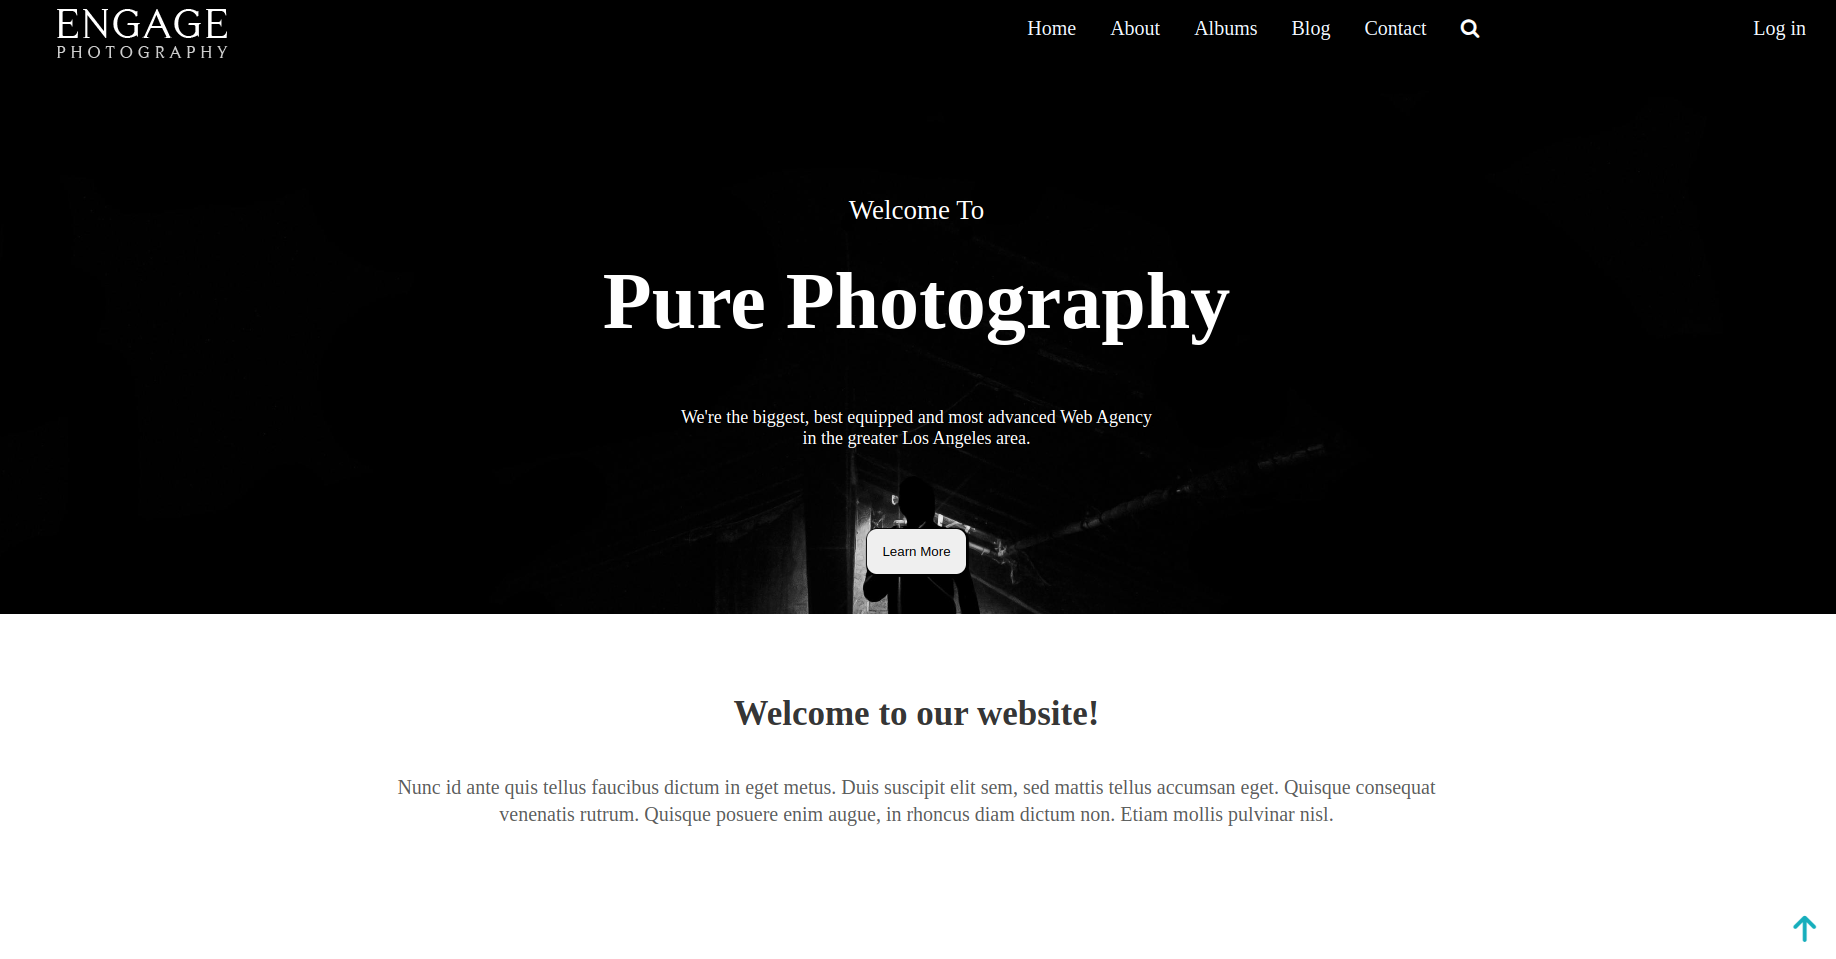 ENGAGE
PHOTOGRAPHY
Home About Albums Blog Contact Log in
Welcome To
Pure Photography
We're the biggest, best equipped and most advanced Web Agency
in the greater Los Angeles area.
Learn More
Welcome to our website!
Nunc id ante quis tellus faucibus dictum in eget metus. Duis suscipit elit sem, sed mattis tellus accumsan eget. Quisque consequat
venenatis rutrum. Quisque posuere enim augue, in rhoncus diam dictum non. Etiam mollis pulvinar nisl.